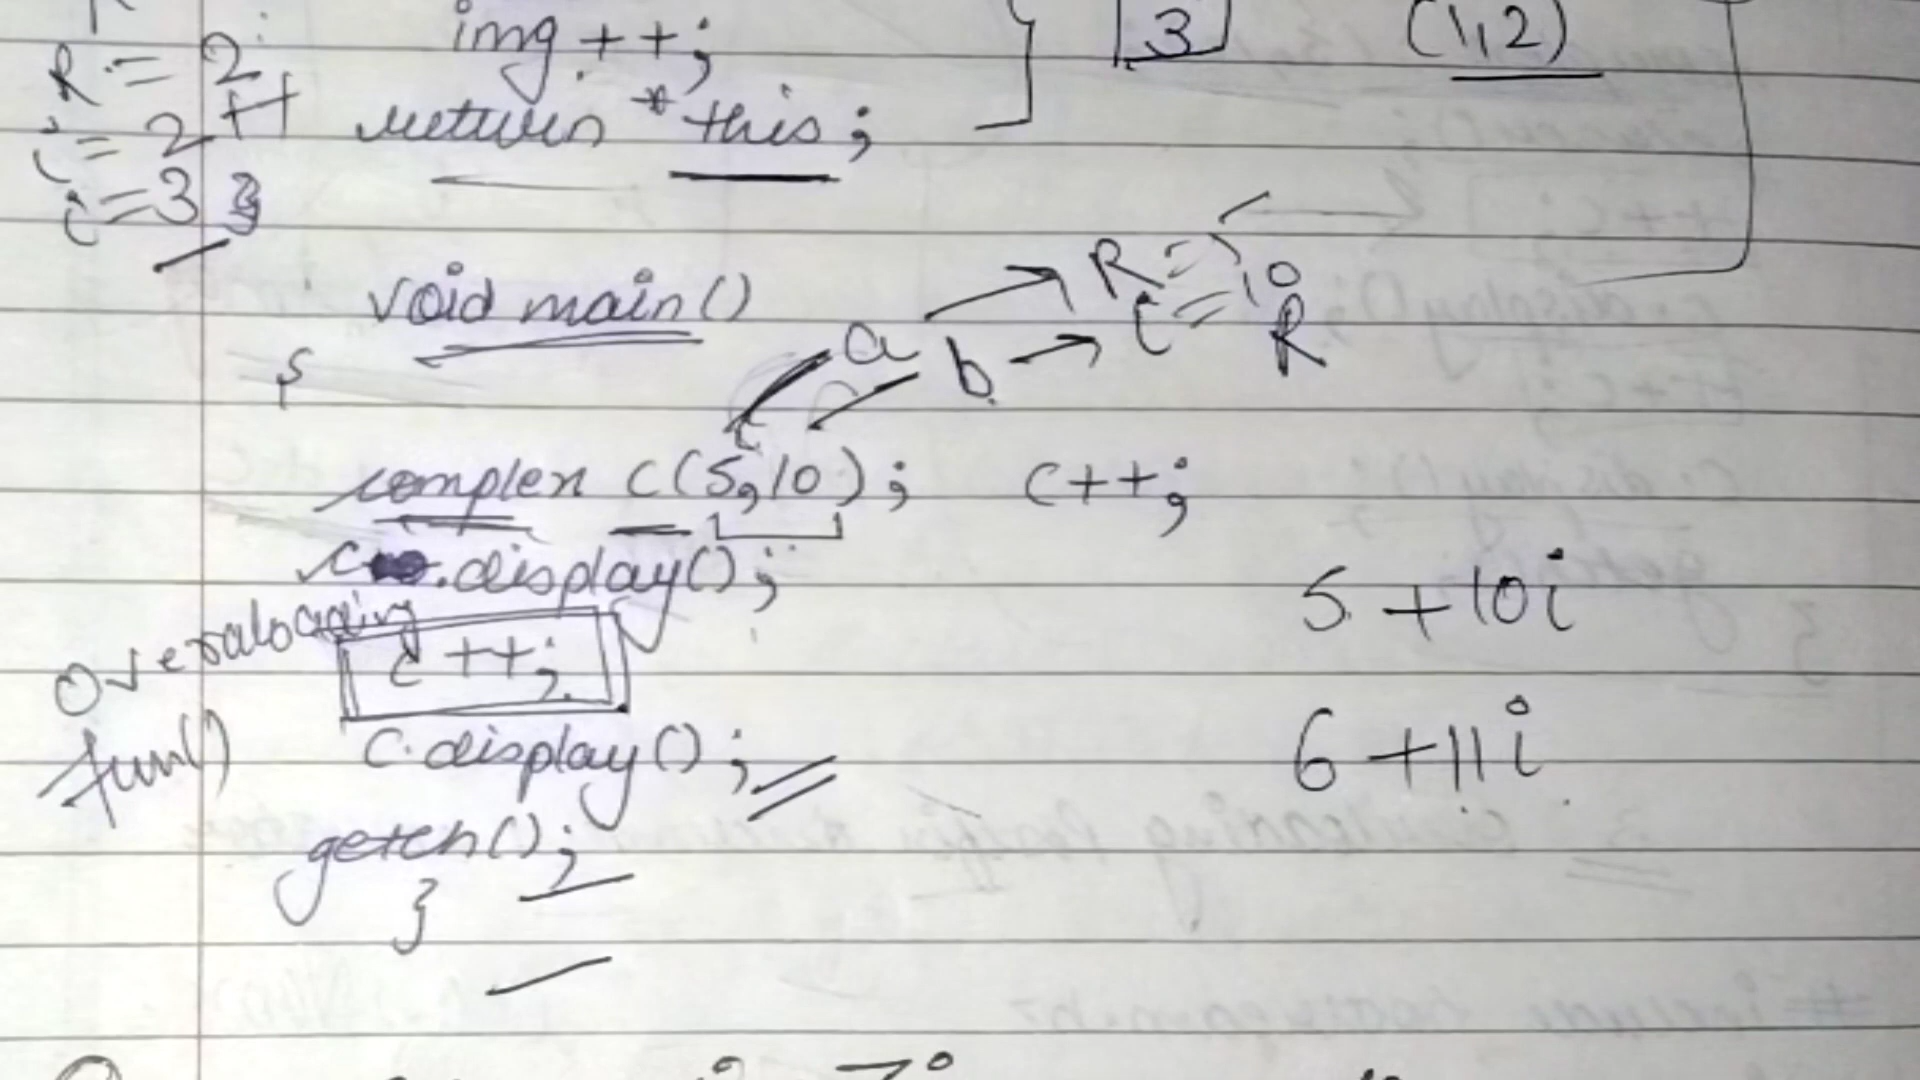 img ++;
3
(1,2)
R = 2
++
return *this;
i = 2
i = 3 3
void main()
R =
i = 10
R
a
b
complex c(5,10);
c++;
c.display();
5 + 10i
c ++;
fun()
c.display();
6 + 11i
getch();
}